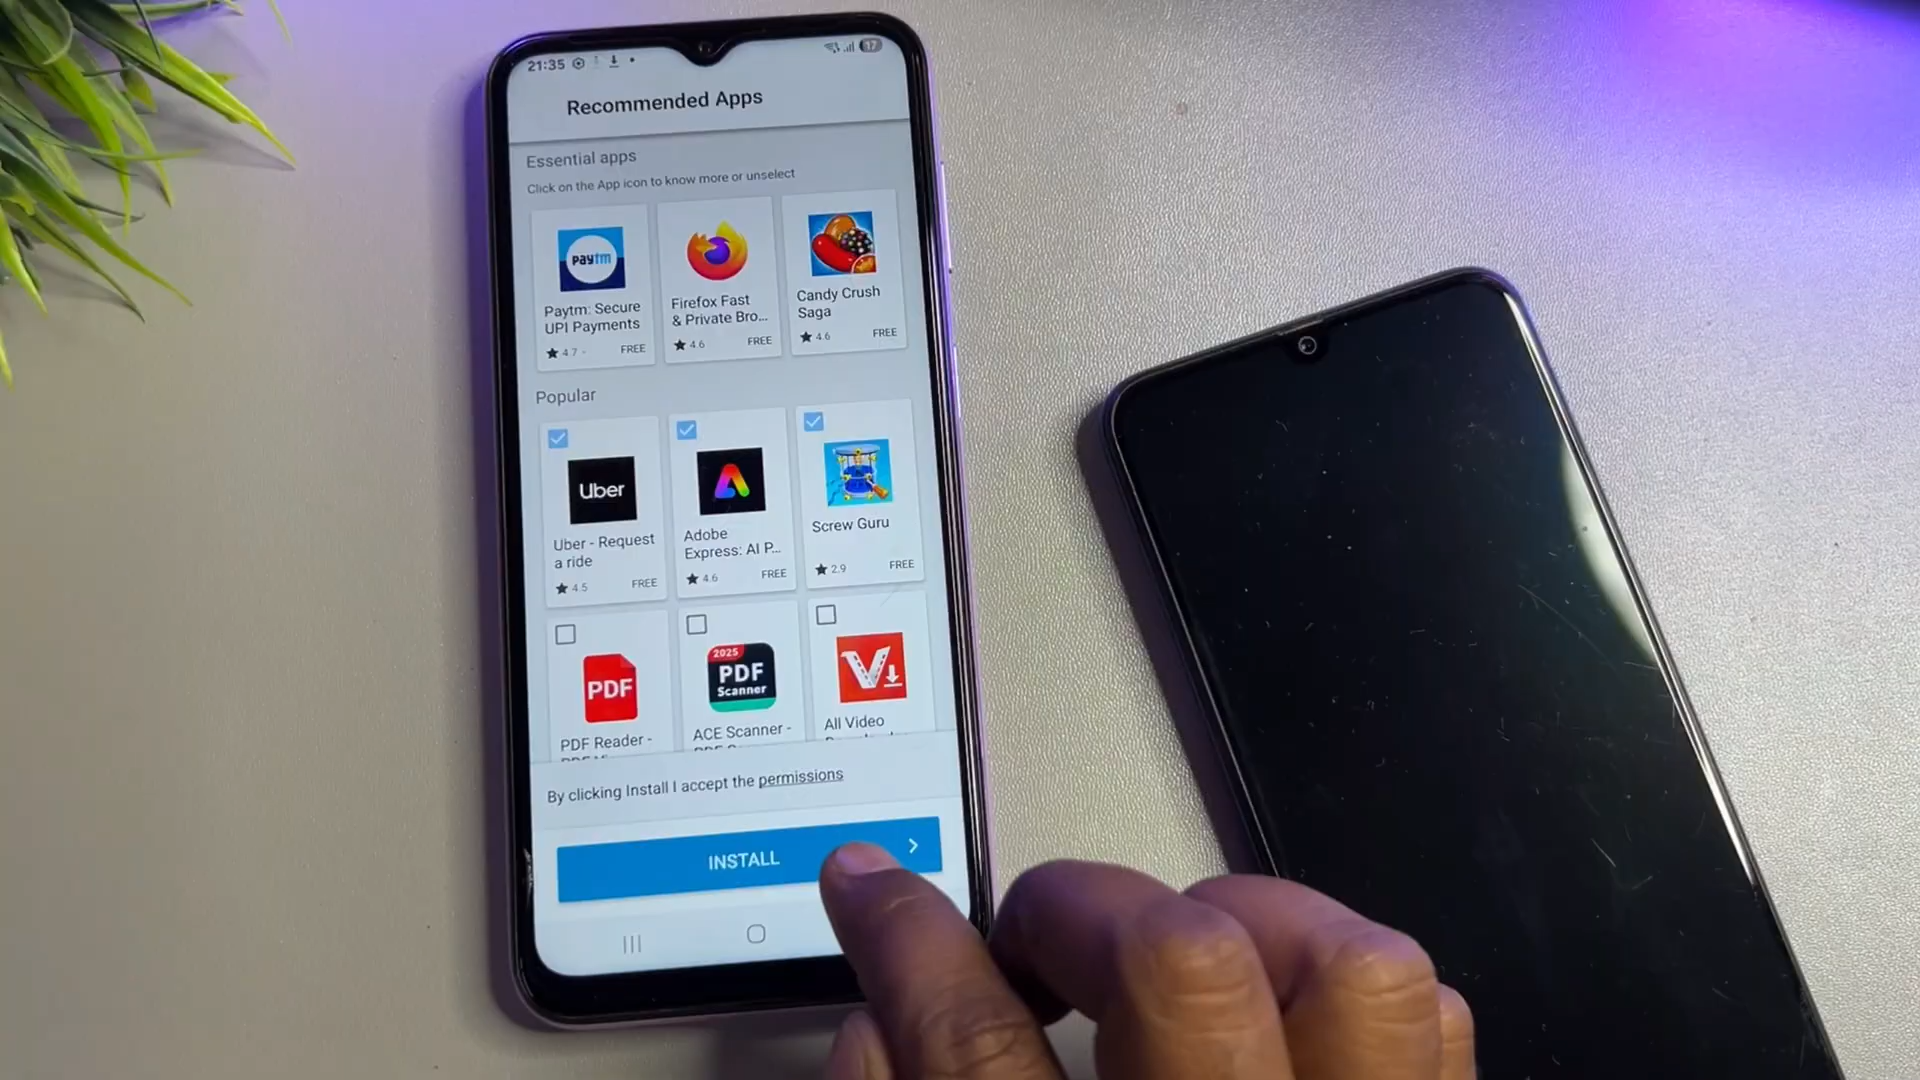 21:35
17
Recommended Apps
Essential apps
Click on the App icon to know more or unselect
paytm
Paytm: Secure
UPI Payments
4.7
FREE
Firefox Fast
& Private Bro...
4.6
FREE
Candy Crush
Saga
4.6
FREE
Popular
Uber
Uber - Request
a ride
4.5
FREE
Adobe
Express: AI P...
4.6
FREE
Screw Guru
2.9
FREE
PDF
PDF Reader -
2025
PDF
Scanner
ACE Scanner -
V
All Video
By clicking Install I accept the permissions
INSTALL